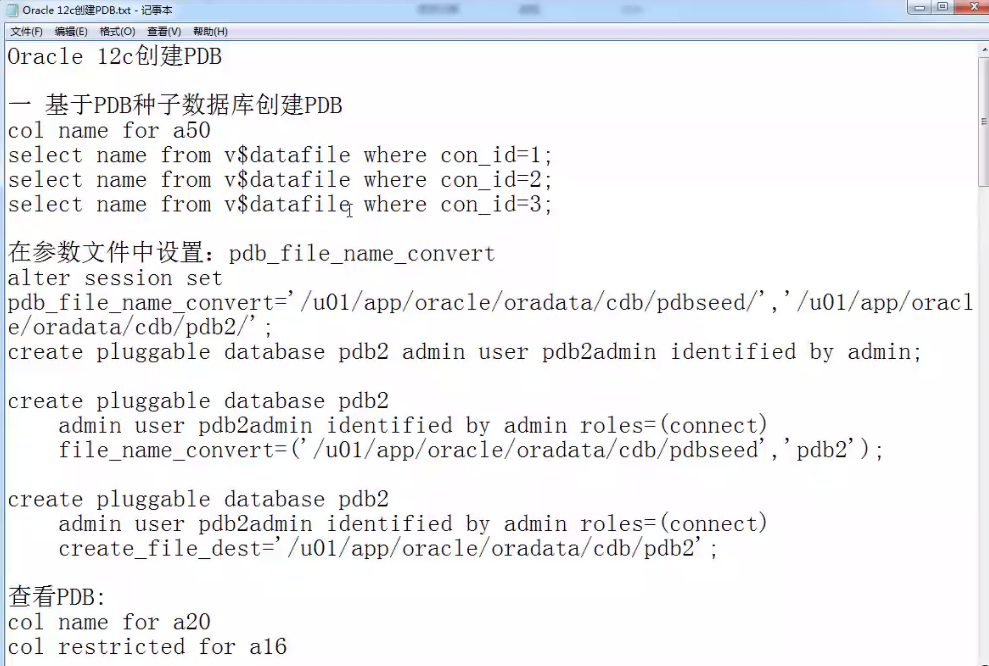 Oracle 12c创建PDB.txt - 记事本
文件(F) 编辑(E) 格式(O) 查看(V) 帮助(H)
Oracle 12c创建PDB
一 基于PDB种子数据库创建PDB
col name for a50
select name from v$datafile where con_id=1;
select name from v$datafile where con_id=2;
select name from v$datafile where con_id=3;
在参数文件中设置：pdb_file_name_convert
alter session set
pdb_file_name_convert='/u01/app/oracle/oradata/cdb/pdbseed/','/u01/app/oracl
e/oradata/cdb/pdb2/';
create pluggable database pdb2 admin user pdb2admin identified by admin;
create pluggable database pdb2
admin user pdb2admin identified by admin roles=(connect)
file_name_convert=('/u01/app/oracle/oradata/cdb/pdbseed','pdb2');
create pluggable database pdb2
admin user pdb2admin identified by admin roles=(connect)
create_file_dest='/u01/app/oracle/oradata/cdb/pdb2';
查看PDB:
col name for a20
col restricted for a16